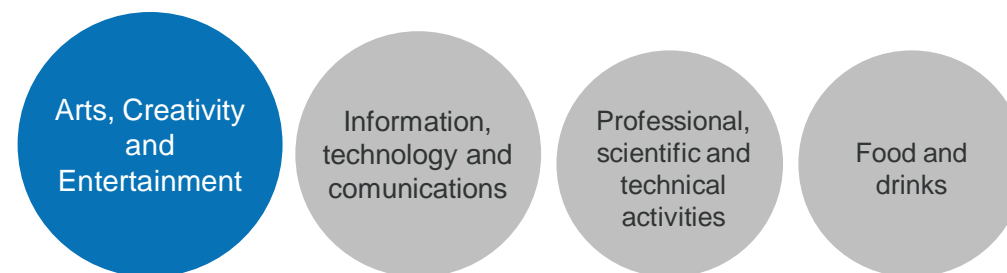 Arts, Creativity
and
Entertainment
Information,
technology and
comunications
Professional,
scientific and
technical
activities
Food and
drinks